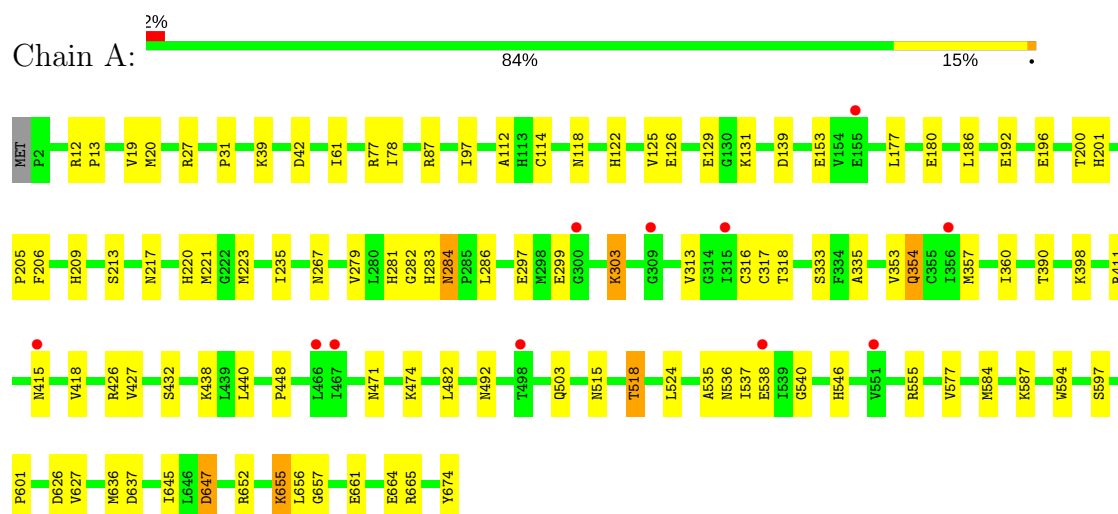 2%
Chain A:
84% 15% •
MET P2 R12 P13 V19 M20 R27 P31 K39 D42 I61 R77 I78 R87 I97 A112 H113 C114 N118 H122 V125 E126 E129 G130 K131 D139 E153 V154 E155 L177 E180 L186 E192 E196 T200 H201
P205 F206 H209 S213 N217 H220 M221 G222 M223 I235 N267 V279 L280 H281 G282 H283 N284 P285 L286 E297 M298 E299 G300 K303 G309 V313 G314 I315 C316 C317 T318 S333 F334 A335 V353 Q354 C355 I356 M357 I360 T390 K398
N415 V418 R426 V427 S432 K438 L439 L440 P448 L466 I467 N471 K474 L482 N492 T498 Q503 N515 T518 L524 A535 N536 I537 E538 I539 G540 H546 V551 R555 V577 M584 K587 W594 S597
P601 D626 V627 M636 D637 I645 L646 D647 R652 K655 L656 G657 E661 E664 R665 Y674